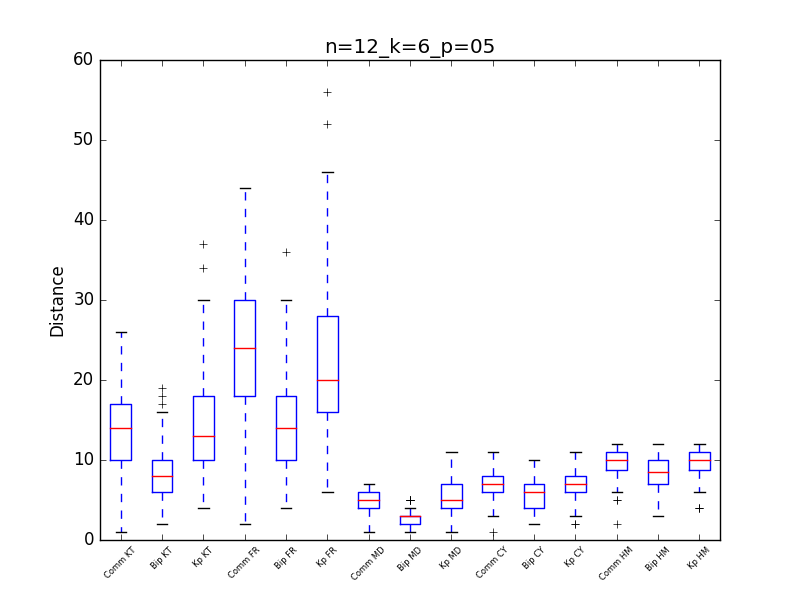 n=12_k=6_p=05
60
50
40
30
20
10
0
Distance
Comm KT
Bip KT
Kp KT
Comm FR
Bip FR
Kp FR
Comm MD
Bip MD
Kp MD
Comm CY
Bip CY
Kp CY
Comm HM
Bip HM
Kp HM